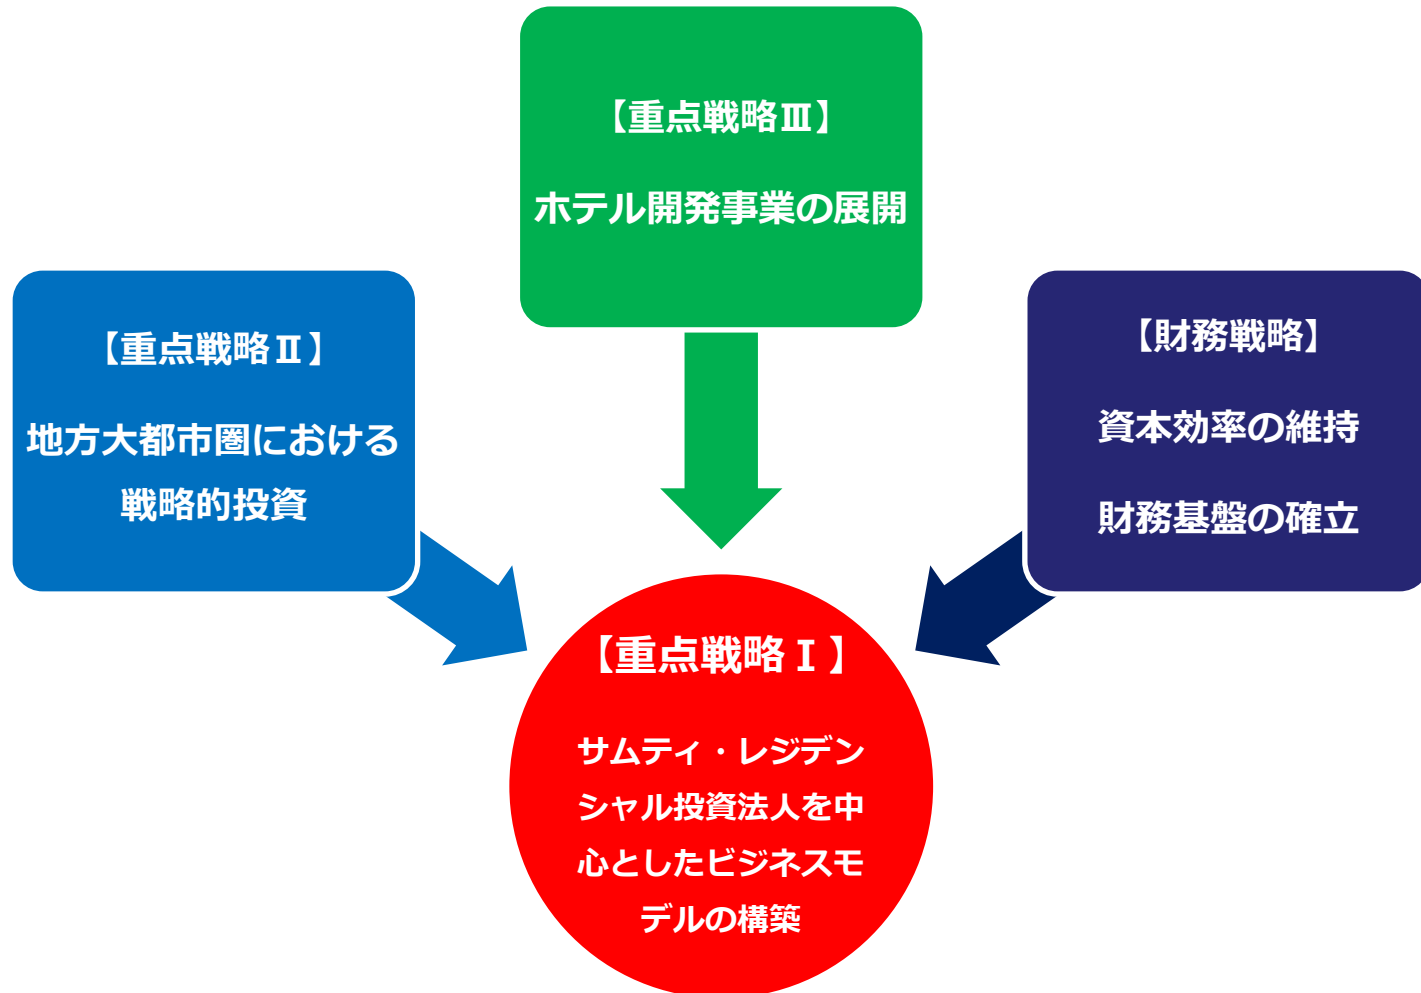 【重点戦略Ⅲ】
ホテル開発事業の展開
【重点戦略Ⅱ】
地方大都市圏における
戦略的投資
【財務戦略】
資本効率の維持
財務基盤の確立
【重点戦略Ⅰ】
サムティ・レジデン
シャル投資法人を中
心としたビジネスモ
デルの構築